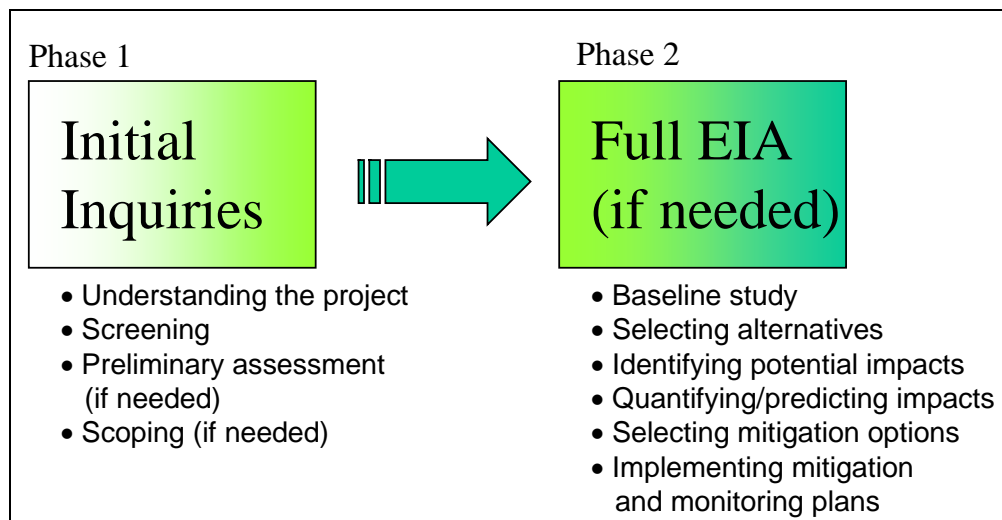 Phase 1
Initial
Inquiries
• Understanding the project
• Screening
• Preliminary assessment
(if needed)
• Scoping (if needed)
Phase 2
Full EIA
(if needed)
• Baseline study
• Selecting alternatives
• Identifying potential impacts
• Quantifying/predicting impacts
• Selecting mitigation options
• Implementing mitigation
and monitoring plans